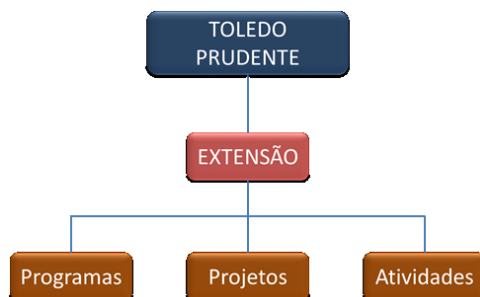 TOLEDO
PRUDENTE
EXTENSÃO
Programas
Projetos
Atividades